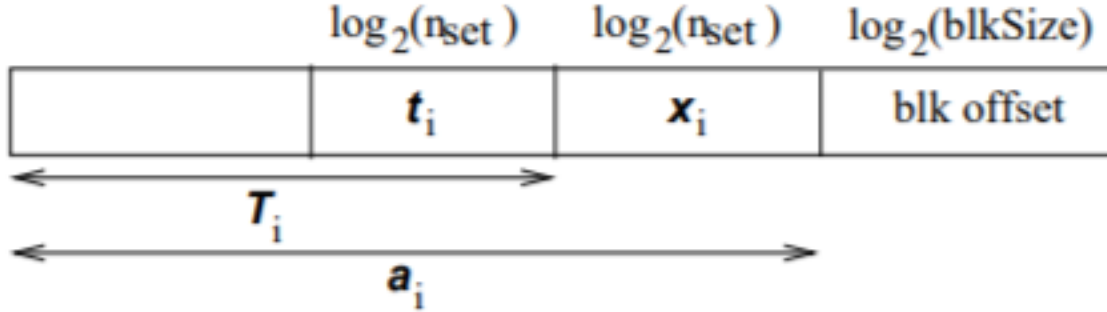 log₂(nset) log₂(nset) log₂(blkSize)
ti xi blk offset
Ti
ai